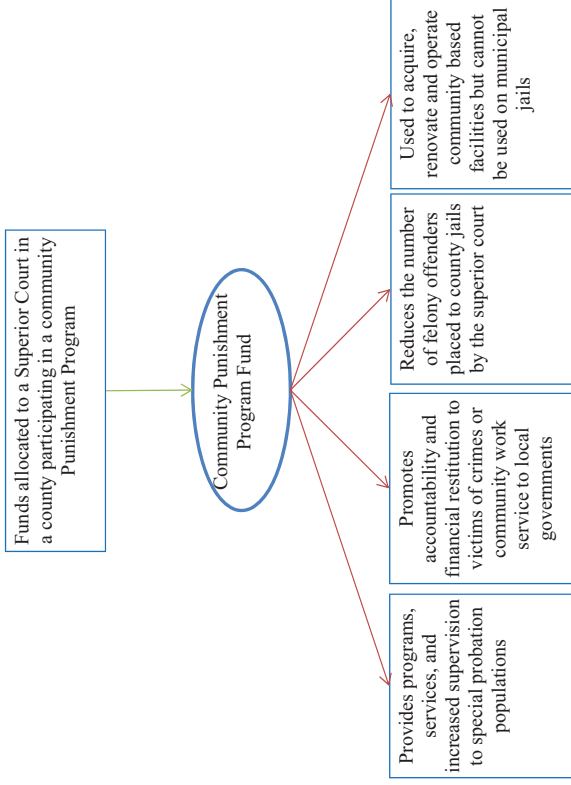 Funds allocated to a Superior Court in
a county participating in a community
Punishment Program
Community Punishment
Program Fund
Provides programs,
services, and
increased supervision
to special probation
populations
Promotes
accountability and
financial restitution to
victims of crimes or
community work
service to local
governments
Reduces the number
of felony offenders
placed to county jails
by the superior court
Used to acquire,
renovate and operate
community based
facilities but cannot
be used on municipal
jails